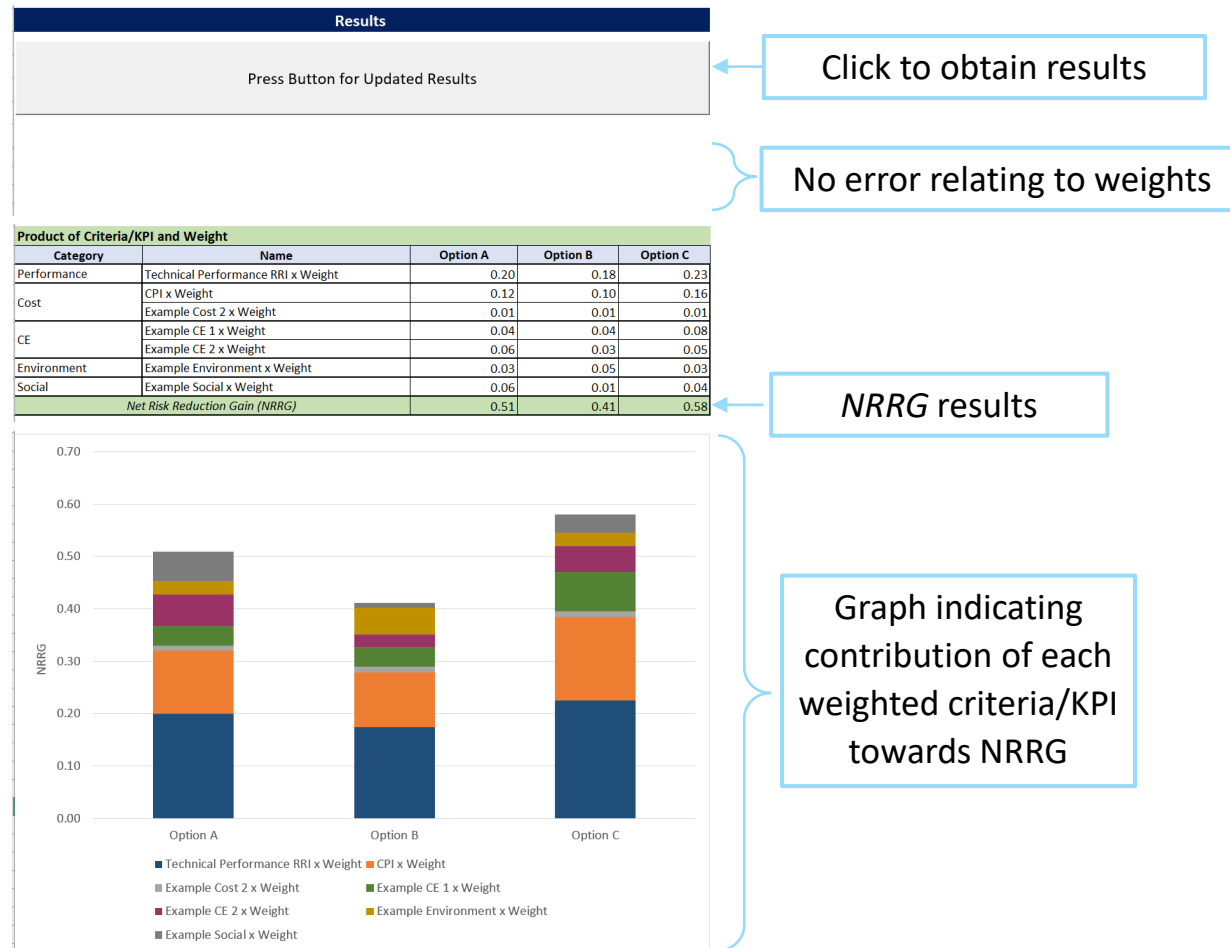 Results
Press Button for Updated Results
Click to obtain results
No error relating to weights
Product of Criteria/KPI and Weight
Category Name Option A Option B Option C
Performance Technical Performance RRI x Weight 0.20 0.18 0.23
Cost CPI x Weight 0.12 0.10 0.16
Example Cost 2 x Weight 0.01 0.01 0.01
CE Example CE 1 x Weight 0.04 0.04 0.08
Example CE 2 x Weight 0.06 0.03 0.05
Environment Example Environment x Weight 0.03 0.05 0.03
Social Example Social x Weight 0.06 0.01 0.04
Net Risk Reduction Gain (NRRG) 0.51 0.41 0.58
NRRG results
0.70
0.60
0.50
0.40
0.30
0.20
0.10
0.00
NRRG
Option A Option B Option C
Technical Performance RRI x Weight CPI x Weight
Example Cost 2 x Weight Example CE 1 x Weight
Example CE 2 x Weight Example Environment x Weight
Example Social x Weight
Graph indicating
contribution of each
weighted criteria/KPI
towards NRRG